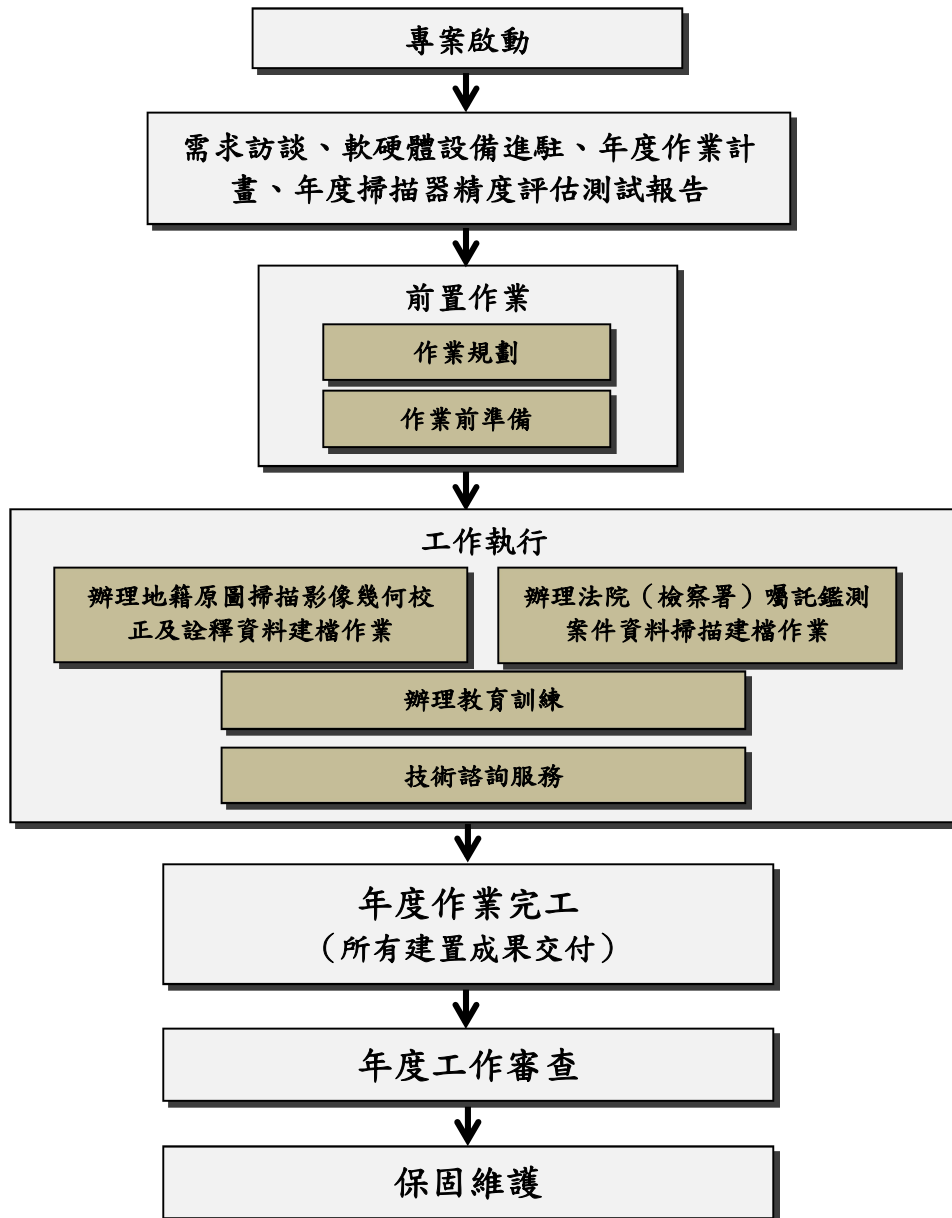 專案啟動
需求訪談、軟硬體設備進駐、年度作業計
畫、年度掃描器精度評估測試報告
前置作業
作業規劃
作業前準備
工作執行
辦理地籍原圖掃描影像幾何校
正及詮釋資料建檔作業
辦理法院（檢察署）囑託鑑測
案件資料掃描建檔作業
辦理教育訓練
技術諮詢服務
年度作業完工
（所有建置成果交付）
年度工作審查
保固維護